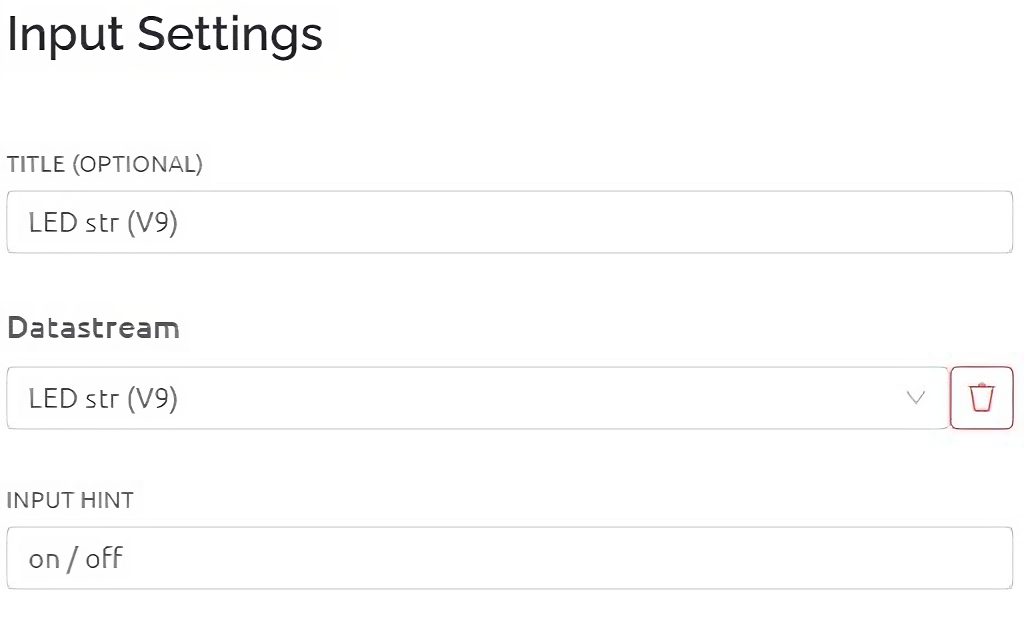 Input Settings
TITLE (OPTIONAL)
LED str (V9)
Datastream
LED str (V9)
INPUT HINT
on / off